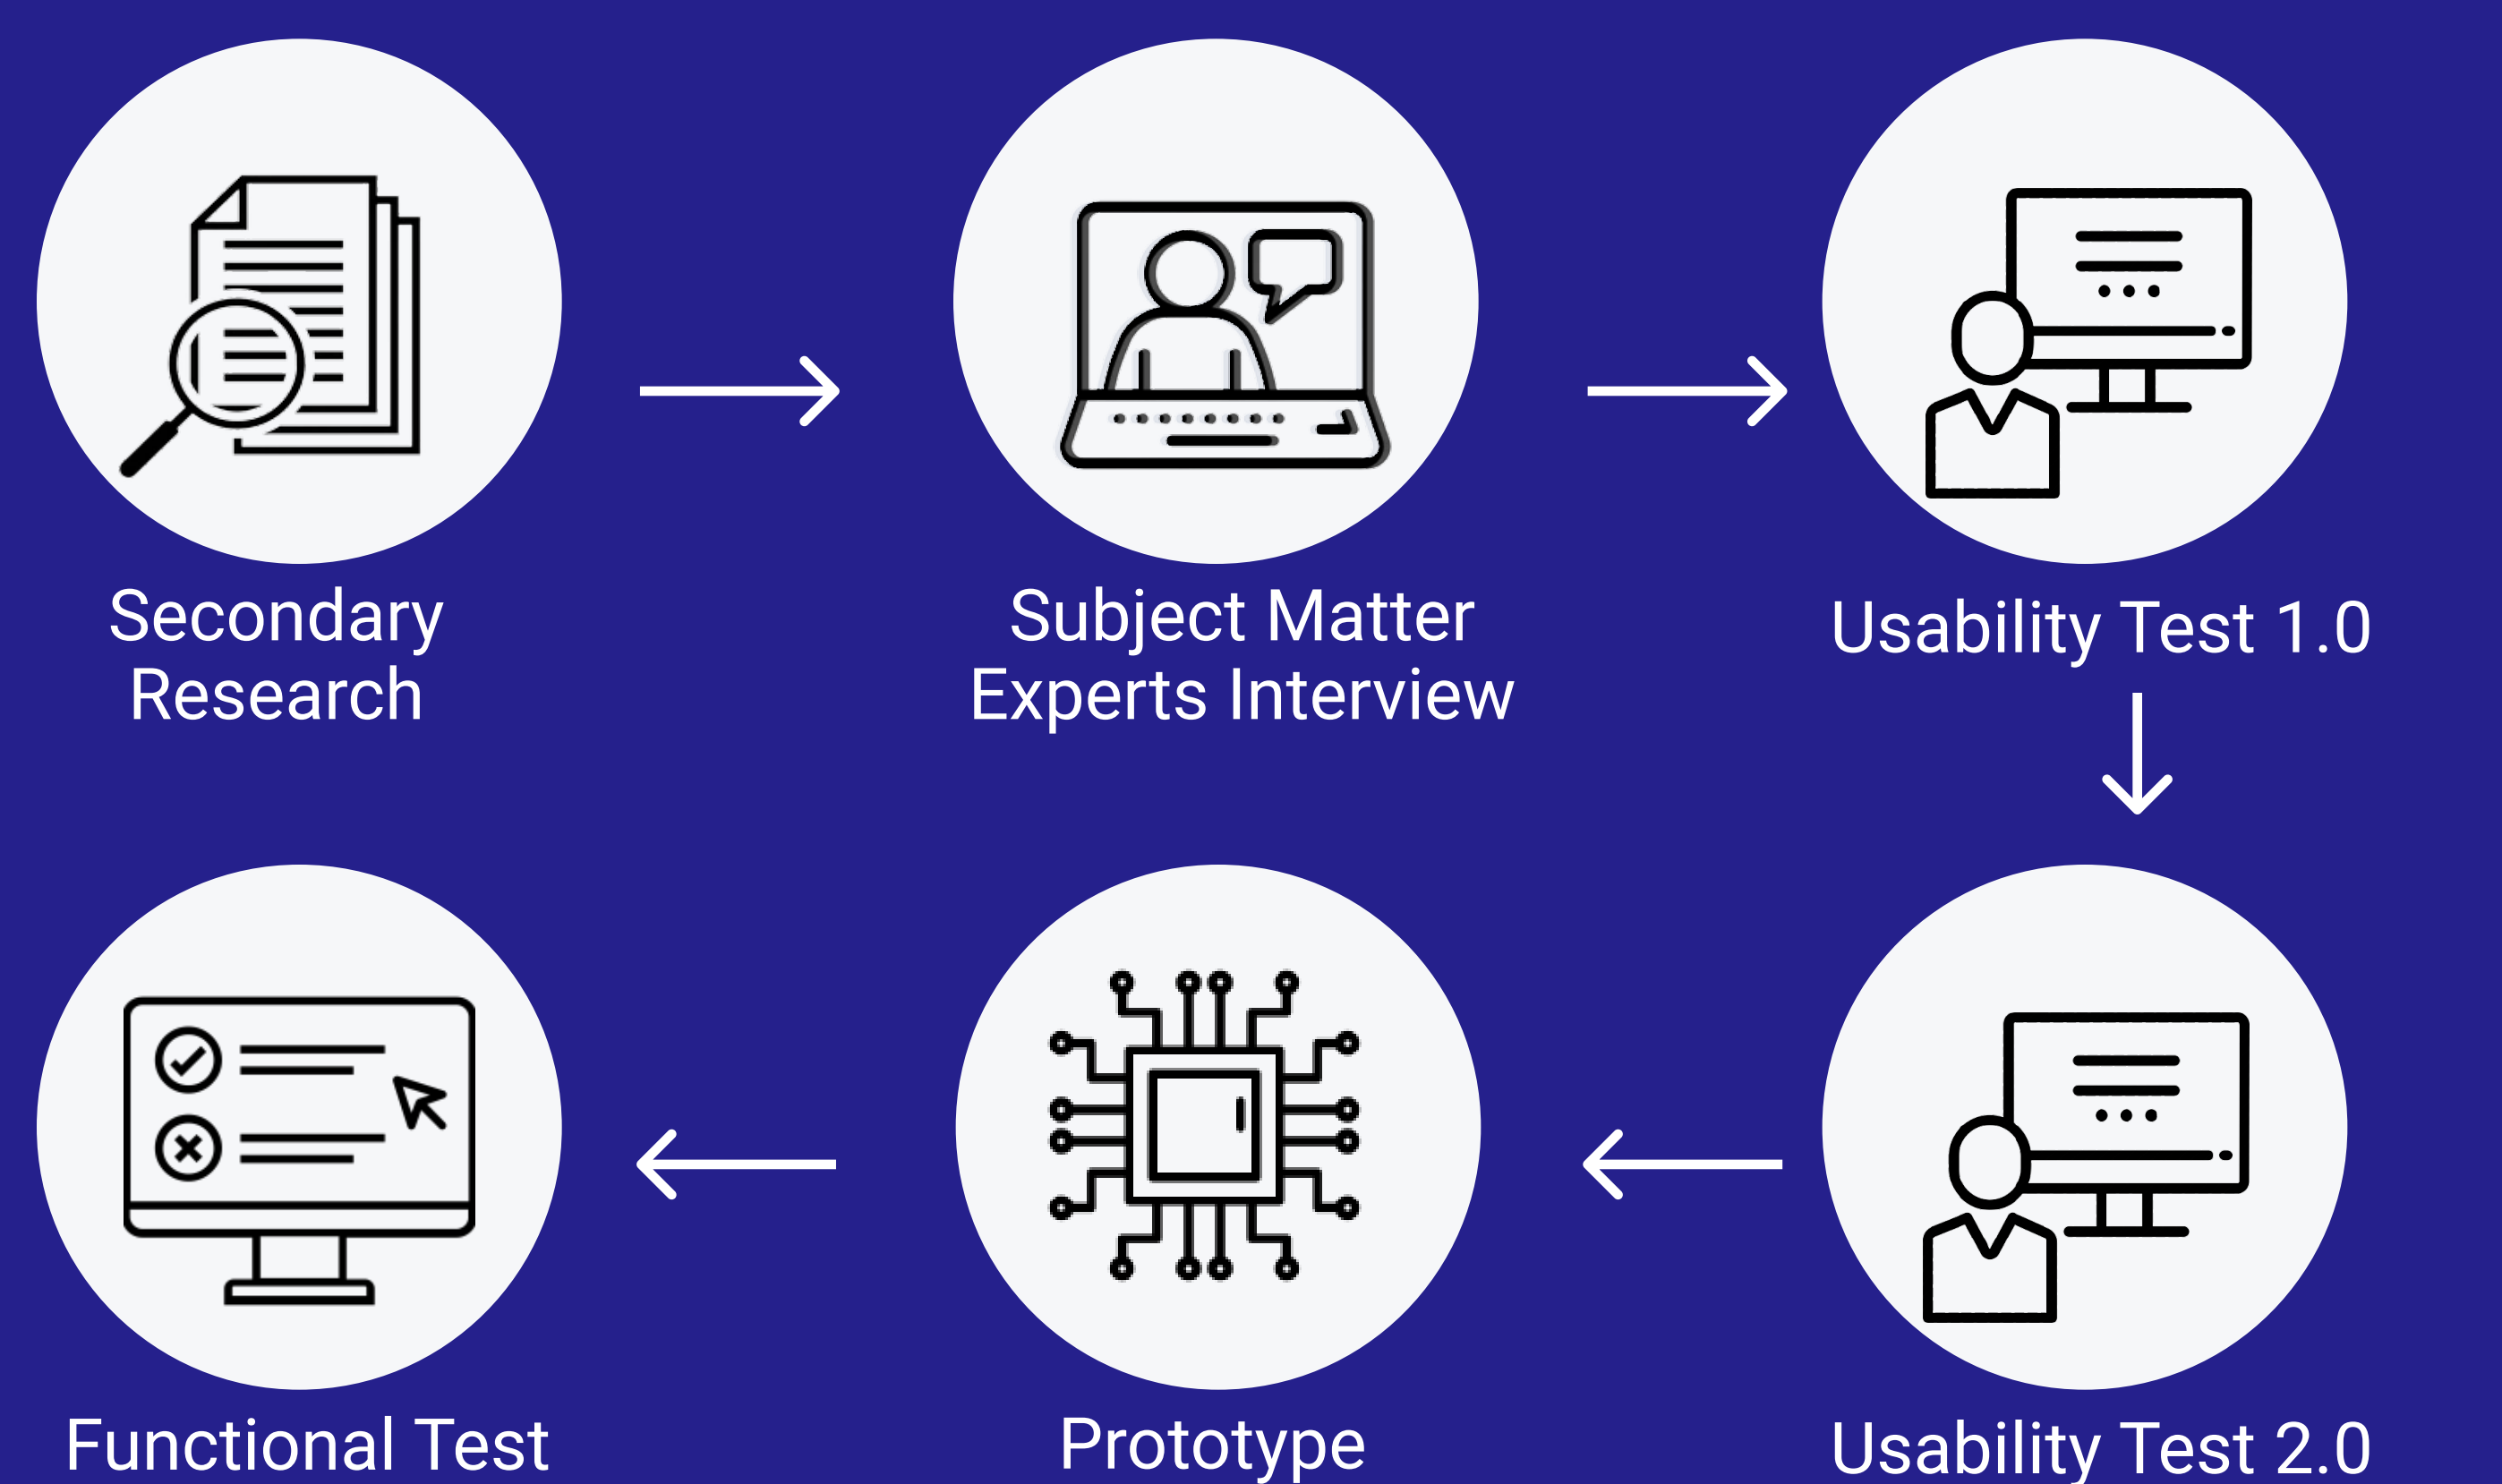 Secondary
Research
Subject Matter
Experts Interview
Usability Test 1.0
Functional Test
Prototype
Usability Test 2.0